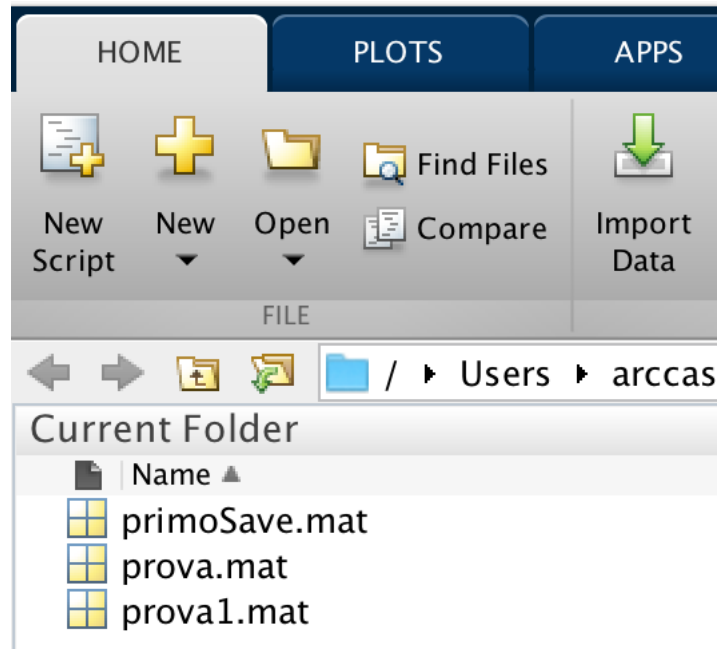 HOME PLOTS APPS
Find Files
New Script New Open Compare Import Data
FILE
/ Users arccas
Current Folder
Name
primoSave.mat
prova.mat
prova1.mat